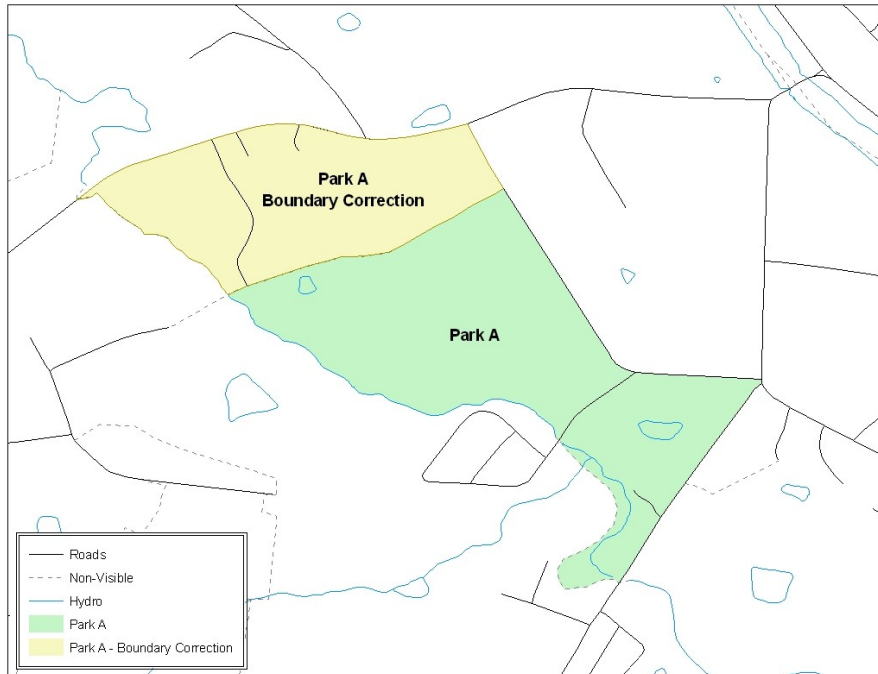 Park A
Boundary Correction
Park A
Roads
Non-Visible
Hydro
Park A
Park A - Boundary Correction